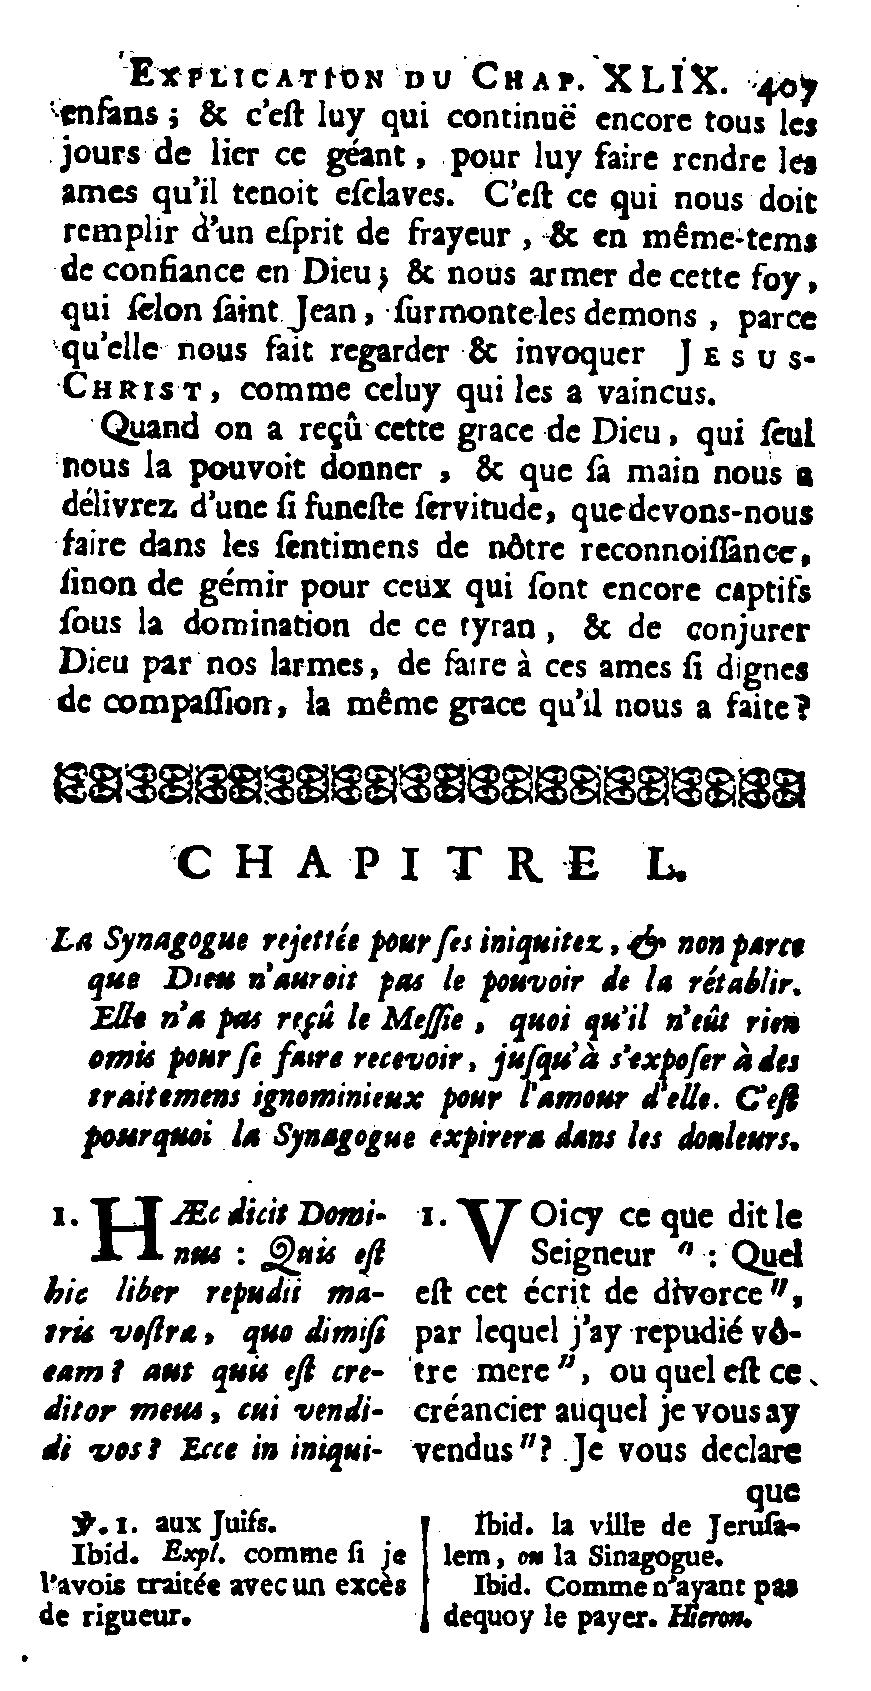 EXPLICATION DU CHAP. XLIX. 407
enfans ; & c'eſt luy qui continuë encore tous les
jours de lier ce géant, pour luy faire rendre les
ames qu'il tenoit eſclaves. C'eſt ce qui nous doit
remplir d'un eſprit de frayeur, & en même-tems
de confiance en Dieu ; & nous armer de cette foy,
qui ſelon ſaint Jean, ſurmonte les demons, parce
qu'elle nous fait regarder & invoquer JESUS-
CHRIST, comme celuy qui les a vaincus.
Quand on a reçû cette grace de Dieu, qui ſeul
nous la pouvoit donner, & que ſa main nous a
délivrez d'une ſi funeſte ſervitude, que devons-nous
faire dans les ſentimens de nôtre reconnoiſſance,
ſinon de gémir pour ceux qui ſont encore captifs
ſous la domination de ce tyran, & de conjurer
Dieu par nos larmes, de faire à ces ames ſi dignes
de compaſſion, la même grace qu'il nous a faite ?
CHAPITRE L.
La Synagogue rejettée pour ſes iniquitez, & non parce
que DIEU n'auroit pas le pouvoir de la rétablir.
Elle n'a pas reçû le Meſſie, quoi qu'il n'eût rien
omis pour ſe faire recevoir, juſqu'à s'expoſer à des
traitemens ignominieux pour l'amour d'elle. C'eſt
pourquoi la Synagogue expirera dans les douleurs.
1. HÆc dicit Domi-
nus : Quis eſt
hic liber repudii ma-
tris veſtra, quo dimiſi
eam ? aut quis eſt cre-
ditor meus, cui vendi-
di vos ? Ecce in iniqui-
1. VOicy ce que dit le
Seigneur " : Quel
eſt cet écrit de divorce ",
par lequel j'ay repudié vô-
tre mere ", ou quel eſt ce
créancier auquel je vous ay
vendus " ? Je vous declare
que
℣. 1. aux Juifs.
Ibid. Expl. comme ſi je
l'avois traitée avec un excès
de rigueur.
Ibid. la ville de Jeruſa-
lem, ou la Sinagogue.
Ibid. Comme n'ayant pas
dequoy le payer. Hieron.